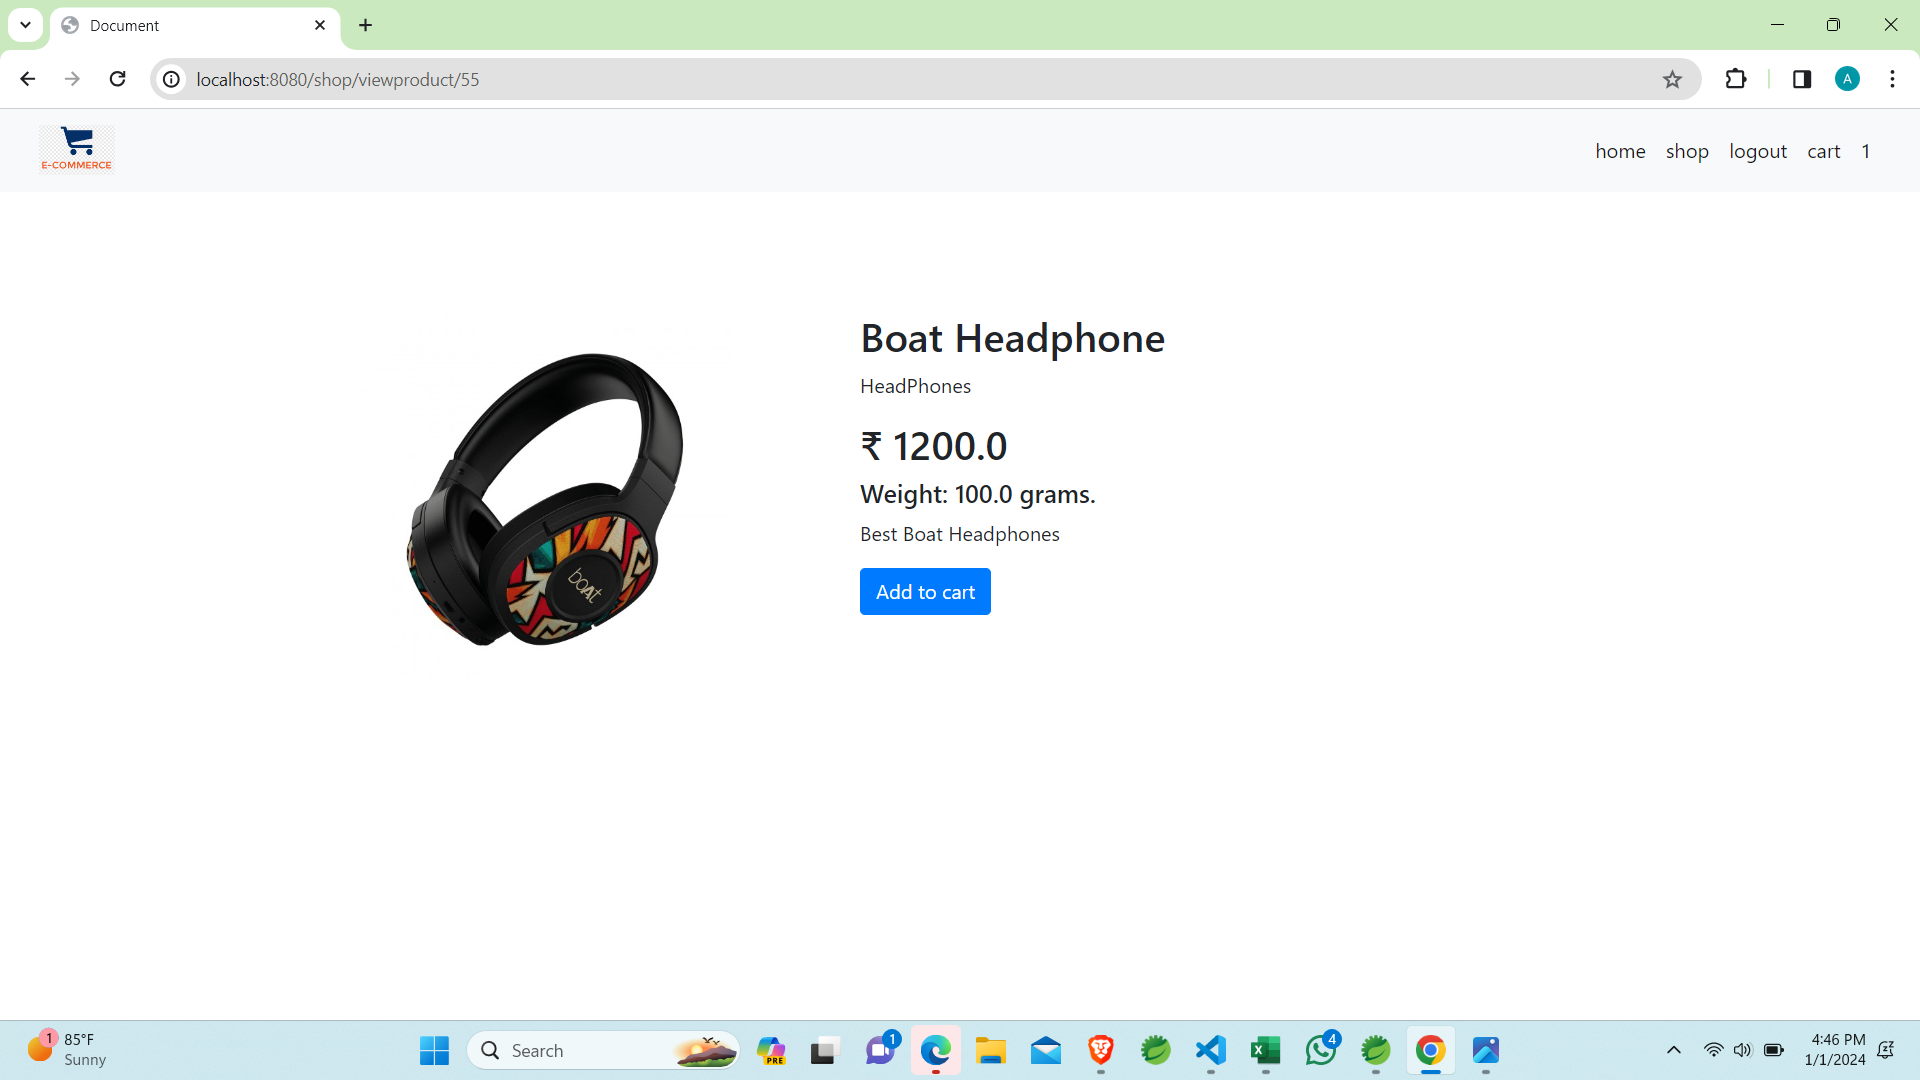 Document
localhost:8080/shop/viewproduct/55
A
E-COMMERCE
home shop logout cart 1
Boat Headphone
HeadPhones
₹ 1200.0
Weight: 100.0 grams.
Best Boat Headphones
Add to cart
boAt
1
85°F
Sunny
Search
PRE
1
X
4
4:46 PM
1/1/2024